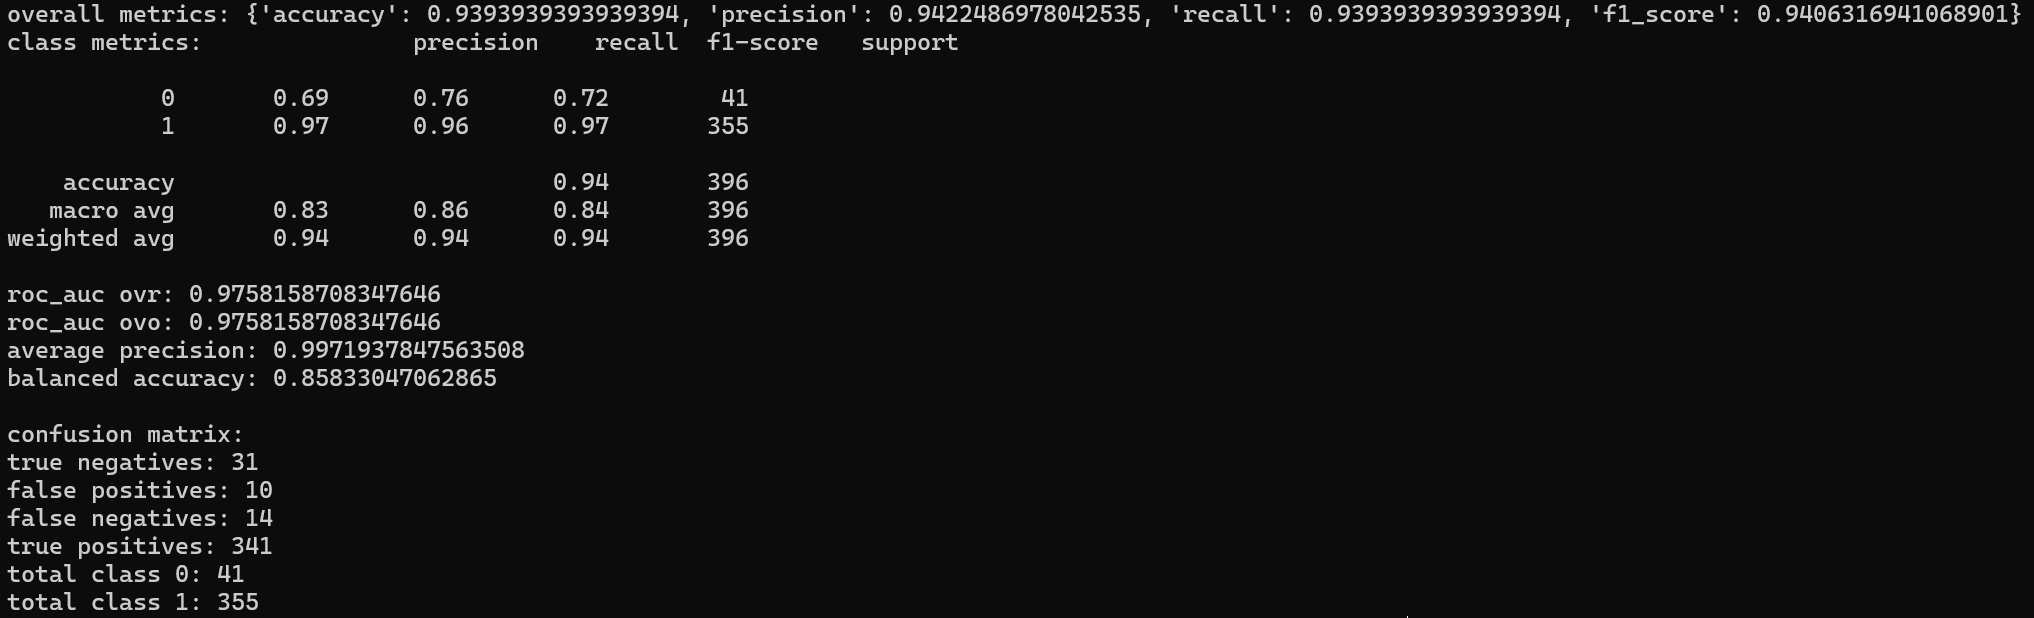 overall metrics: {'accuracy': 0.9393939393939394, 'precision': 0.9422486978042535, 'recall': 0.9393939393939394, 'f1_score': 0.9406316941068901}
class metrics:               precision    recall  f1-score   support

           0       0.69      0.76      0.72        41
           1       0.97      0.96      0.97       355

    accuracy                           0.94       396
   macro avg       0.83      0.86      0.84       396
weighted avg       0.94      0.94      0.94       396

roc_auc ovr: 0.9758158708347646
roc_auc ovo: 0.9758158708347646
average precision: 0.9971937847563508
balanced accuracy: 0.85833047062865

confusion matrix:
true negatives: 31
false positives: 10
false negatives: 14
true positives: 341
total class 0: 41
total class 1: 355